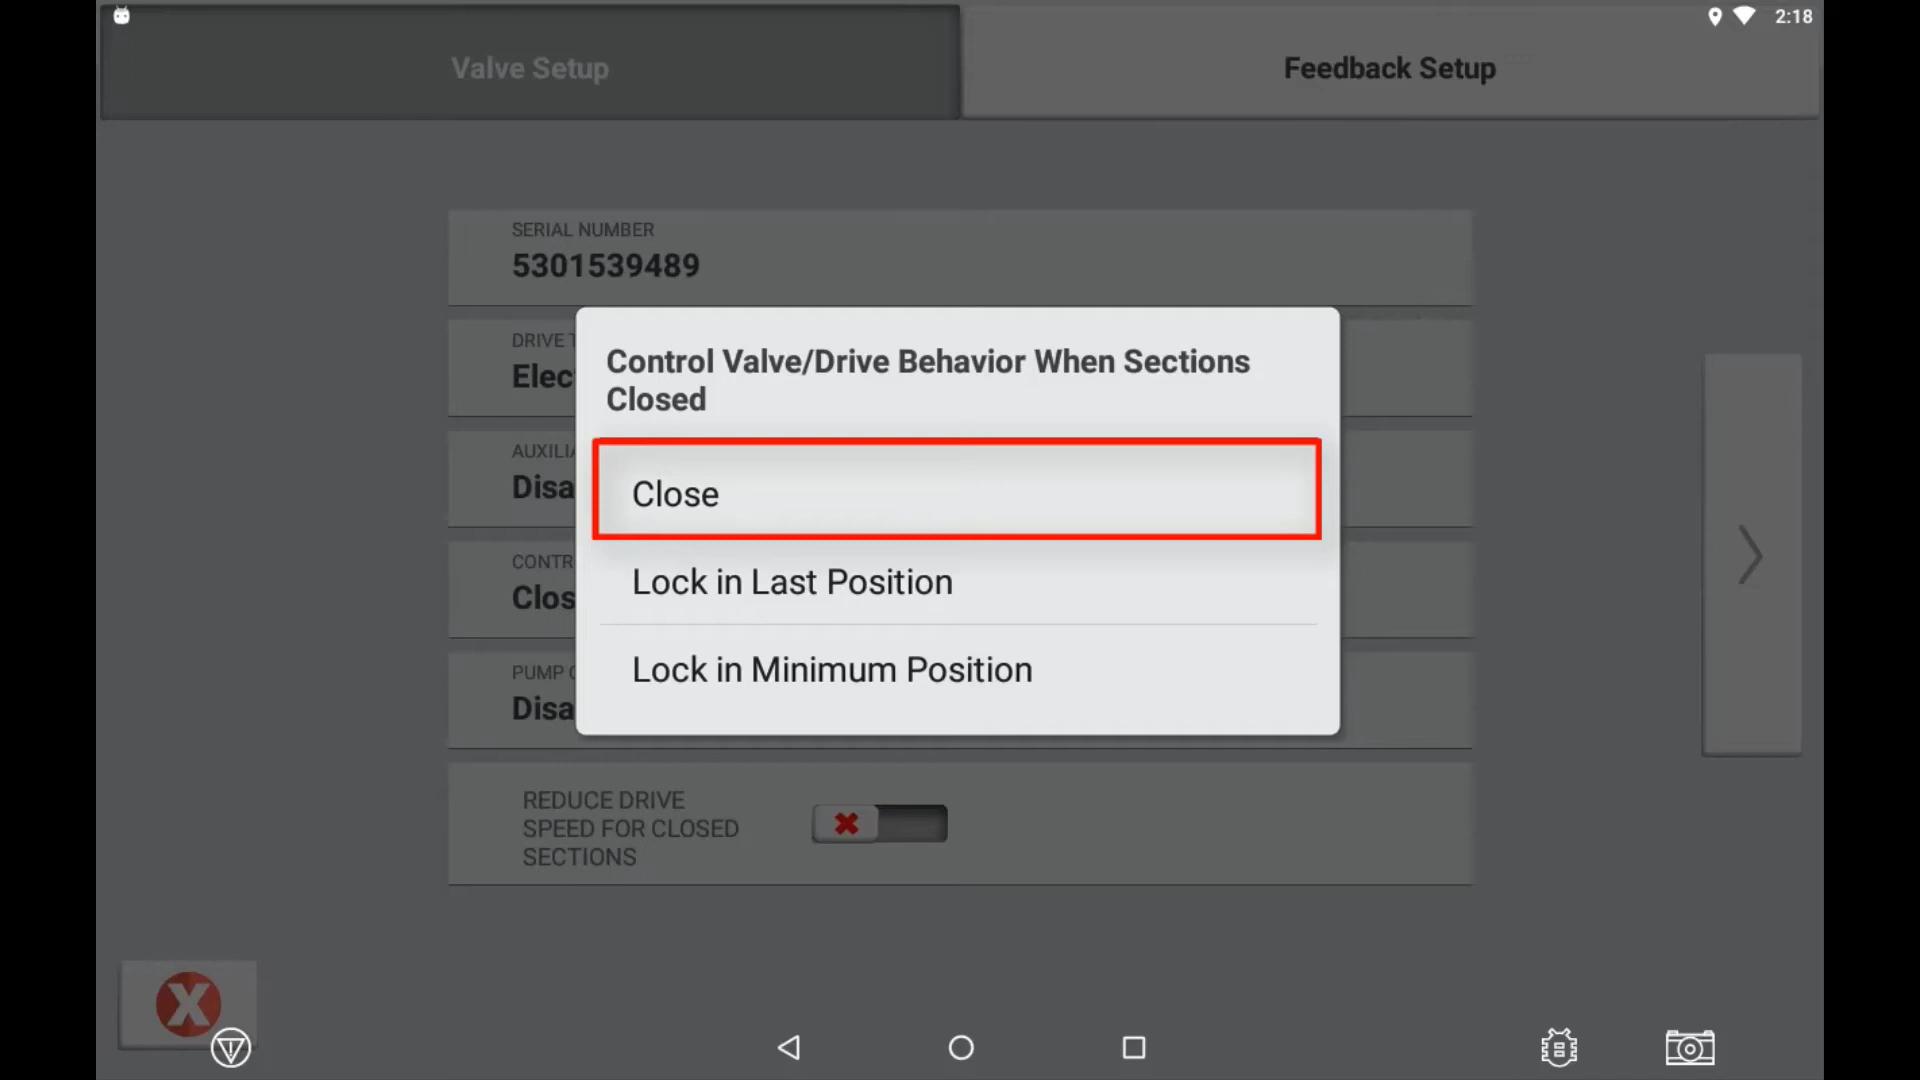 2:18
Valve Setup
Feedback Setup
SERIAL NUMBER
5301539489
DRIVE
Elec
AUXILIA
Disa
CONTR
Clos
PUMP
Disa
Control Valve/Drive Behavior When Sections
Closed
Close
Lock in Last Position
Lock in Minimum Position
REDUCE DRIVE
SPEED FOR CLOSED
SECTIONS